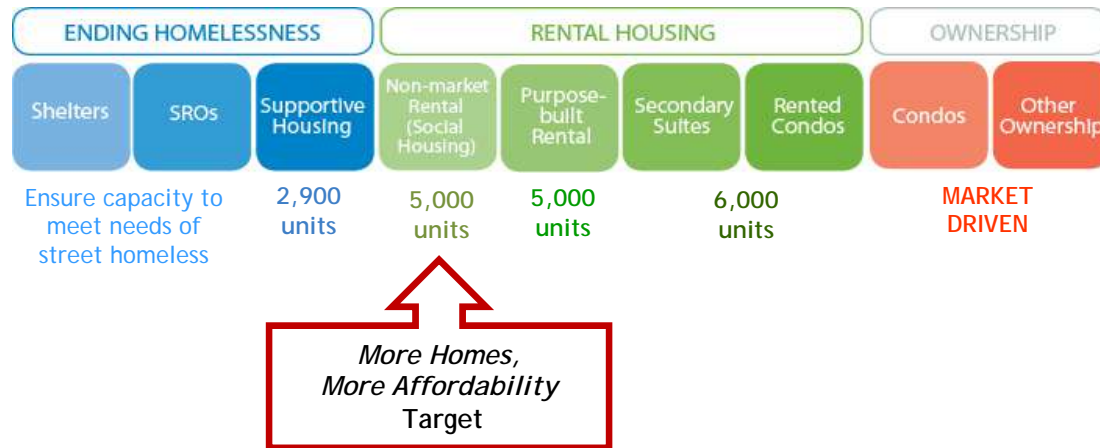 ENDING HOMELESSNESS
RENTAL HOUSING
OWNERSHIP
Shelters
SROs
Supportive
Housing
Non-market
Rental
(Social
Housing)
Purpose-
built
Rental
Secondary
Suites
Rented
Condos
Condos
Other
Ownership
Ensure capacity to
meet needs of
street homeless
2,900
units
5,000
units
5,000
units
6,000
units
MARKET
DRIVEN
More Homes,
More Affordability
Target